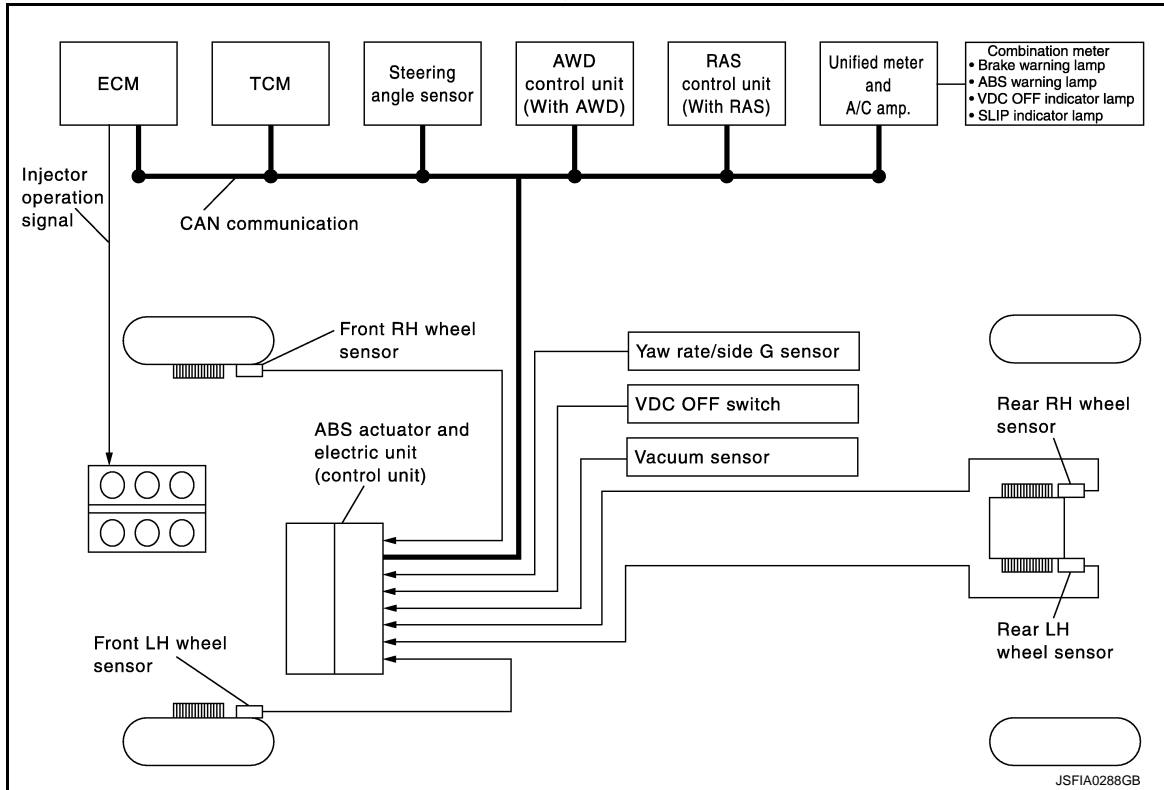 ECM
TCM
Steering
angle sensor
AWD
control unit
(With AWD)
RAS
control unit
(With RAS)
Unified meter
and
A/C amp.
Combination meter
• Brake warning lamp
• ABS warning lamp
• VDC OFF indicator lamp
• SLIP indicator lamp
Injector
operation
signal
CAN communication
Front RH wheel
sensor
Yaw rate/side G sensor
VDC OFF switch
Vacuum sensor
Rear RH wheel
sensor
ABS actuator and
electric unit
(control unit)
Front LH wheel
sensor
Rear LH
wheel sensor
JSFIA0288GB